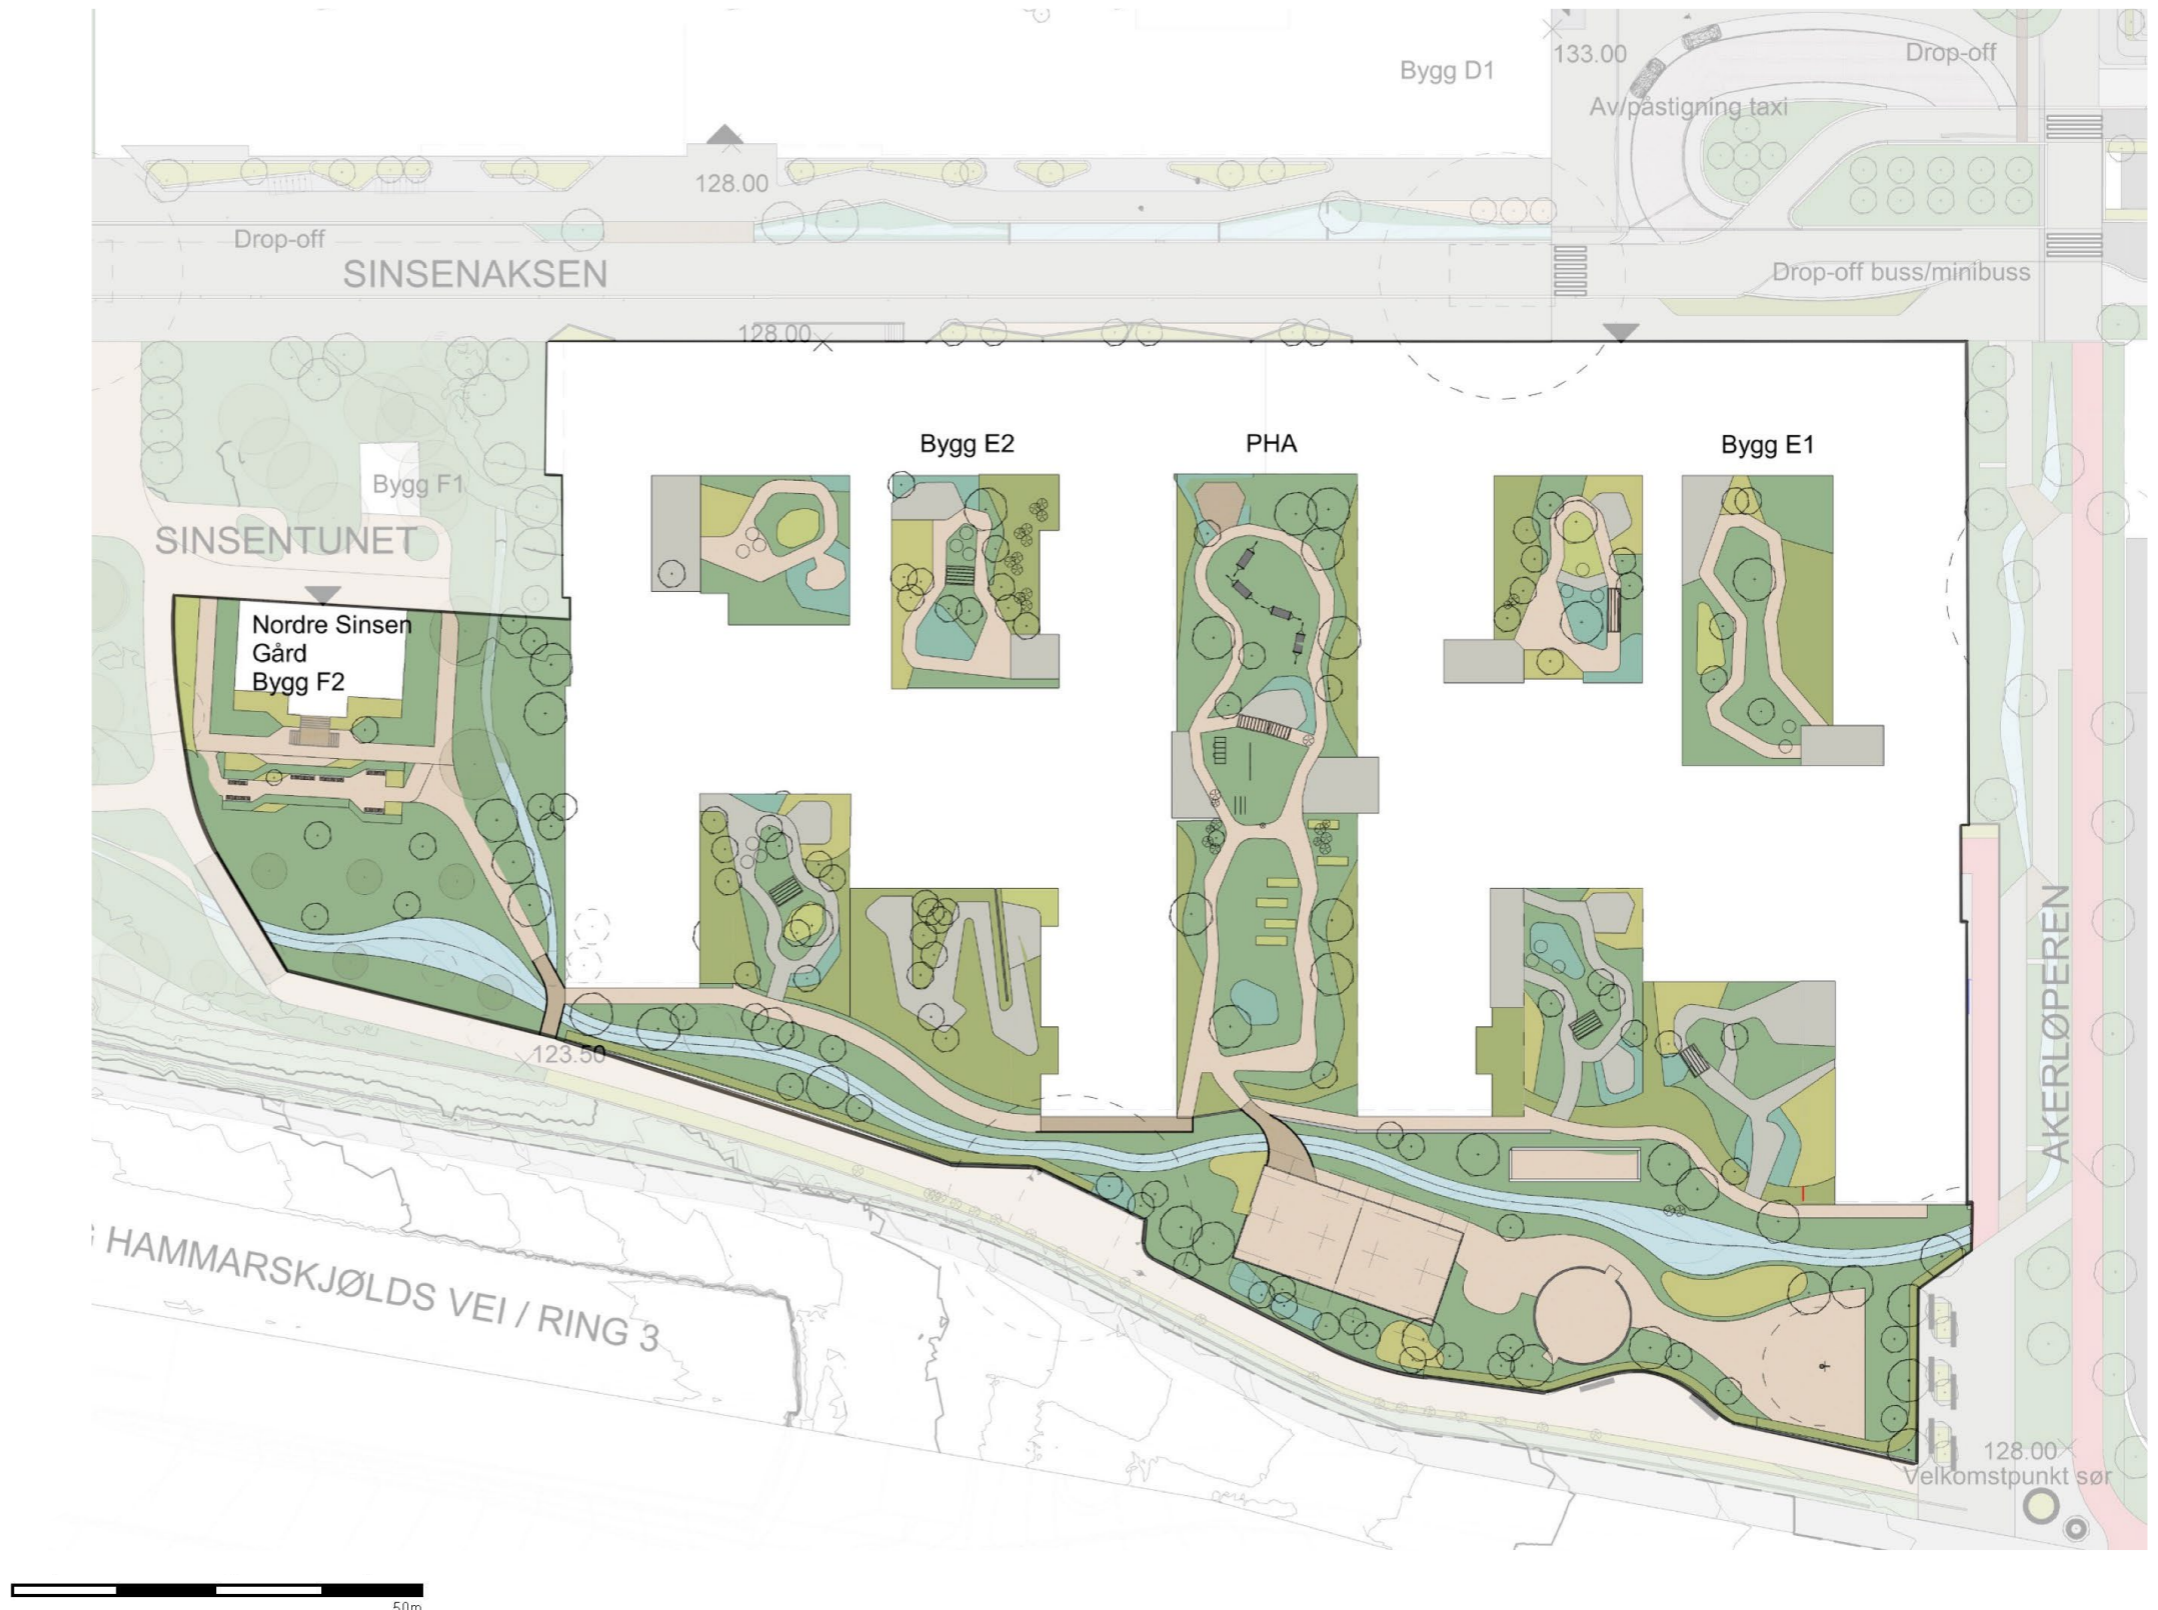 Bygg D1
133.00
Drop-off
Av/påstigning taxi
128.00
Drop-off
SINSENAKSEN
Drop-off buss/minibuss
128.00
Bygg E2
PHA
Bygg E1
Bygg F1
SINSENTUNET
Nordre Sinsen
Gård
Bygg F2
AKERLØPEREN
123.50
HAMMARSKJØLDS VEI / RING 3
128.00
Velkomstpunkt sør
50m